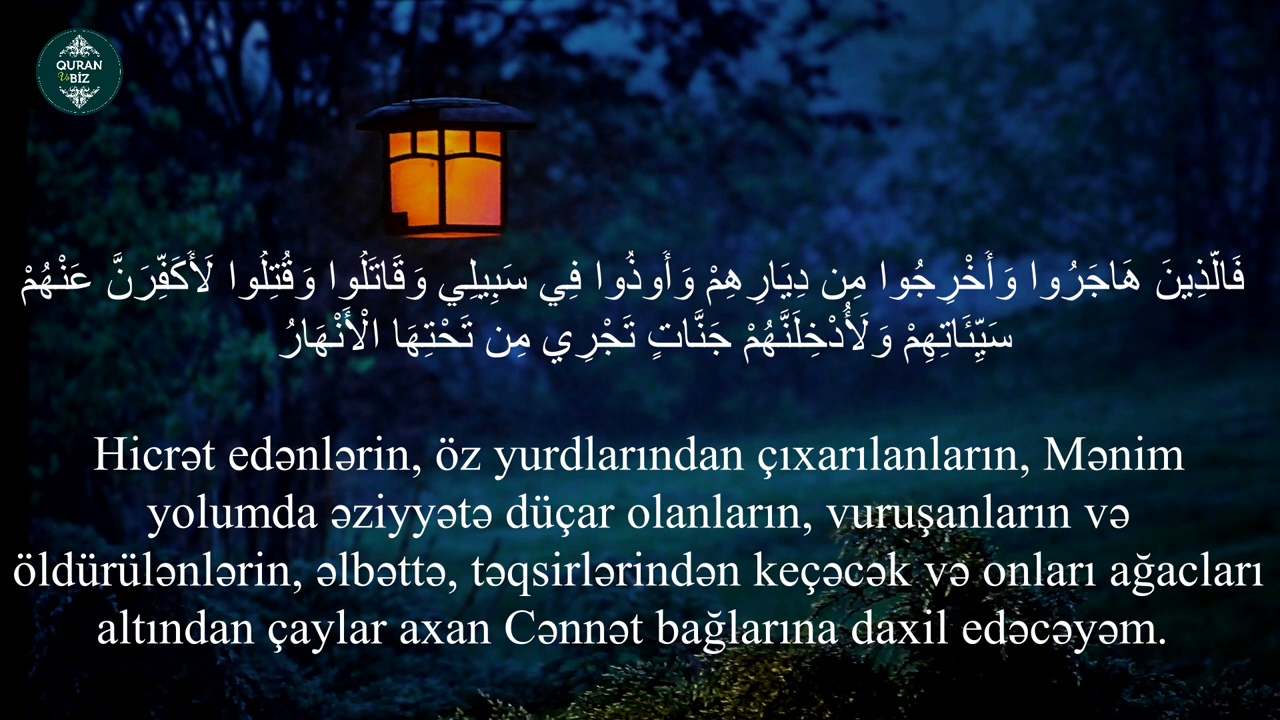 QURAN
Və BİZ
فَالَّذِينَ هَاجَرُوا وَأُخْرِجُوا مِن دِيَارِهِمْ وَأُوذُوا فِي سَبِيلِي وَقَاتَلُوا وَقُتِلُوا لَأُكَفِّرَنَّ عَنْهُمْ
سَيِّئَاتِهِمْ وَلَأُدْخِلَنَّهُمْ جَنَّاتٍ تَجْرِي مِن تَحْتِهَا الْأَنْهَارُ
Hicrət edənlərin, öz yurdlarından çıxarılanların, Mənim
yolumda əziyyətə düçar olanların, vuruşanların və
öldürülənlərin, əlbəttə, təqsirlərindən keçəcək və onları ağacları
altından çaylar axan Cənnət bağlarına daxil edəcəyəm.